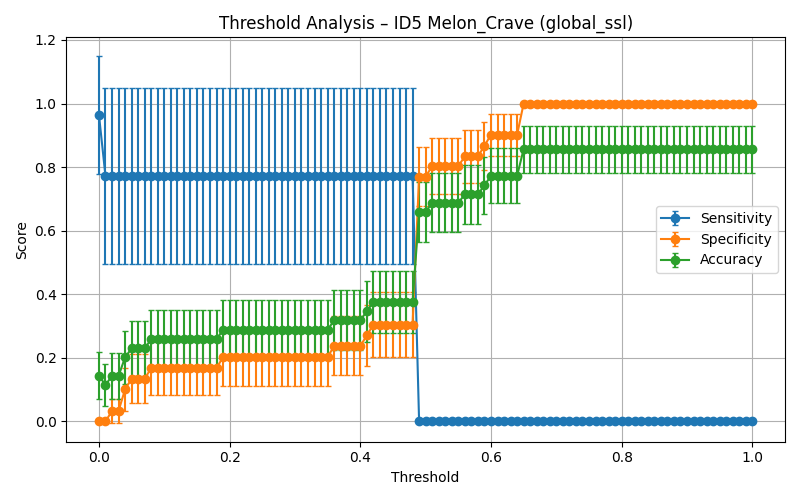 Threshold Analysis – ID5 Melon_Crave (global_ssl)
1.2
1.0
0.8
0.6
0.4
0.2
0.0
Score
Sensitivity
Specificity
Accuracy
0.0 0.2 0.4 0.6 0.8 1.0
Threshold